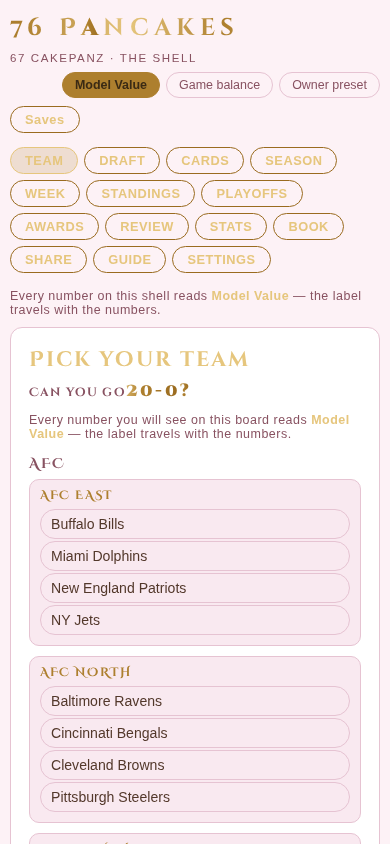 76 PANCAKES
67 CAKEPANZ · THE SHELL
Model Value Game balance Owner preset
Saves
TEAM DRAFT CARDS SEASON
WEEK STANDINGS PLAYOFFS
AWARDS REVIEW STATS BOOK
SHARE GUIDE SETTINGS
Every number on this shell reads Model Value — the label
travels with the numbers.
PICK YOUR TEAM
CAN YOU GO 20-0?
Every number you will see on this board reads Model
Value — the label travels with the numbers.
AFC
AFC EAST
Buffalo Bills
Miami Dolphins
New England Patriots
NY Jets
AFC NORTH
Baltimore Ravens
Cincinnati Bengals
Cleveland Browns
Pittsburgh Steelers